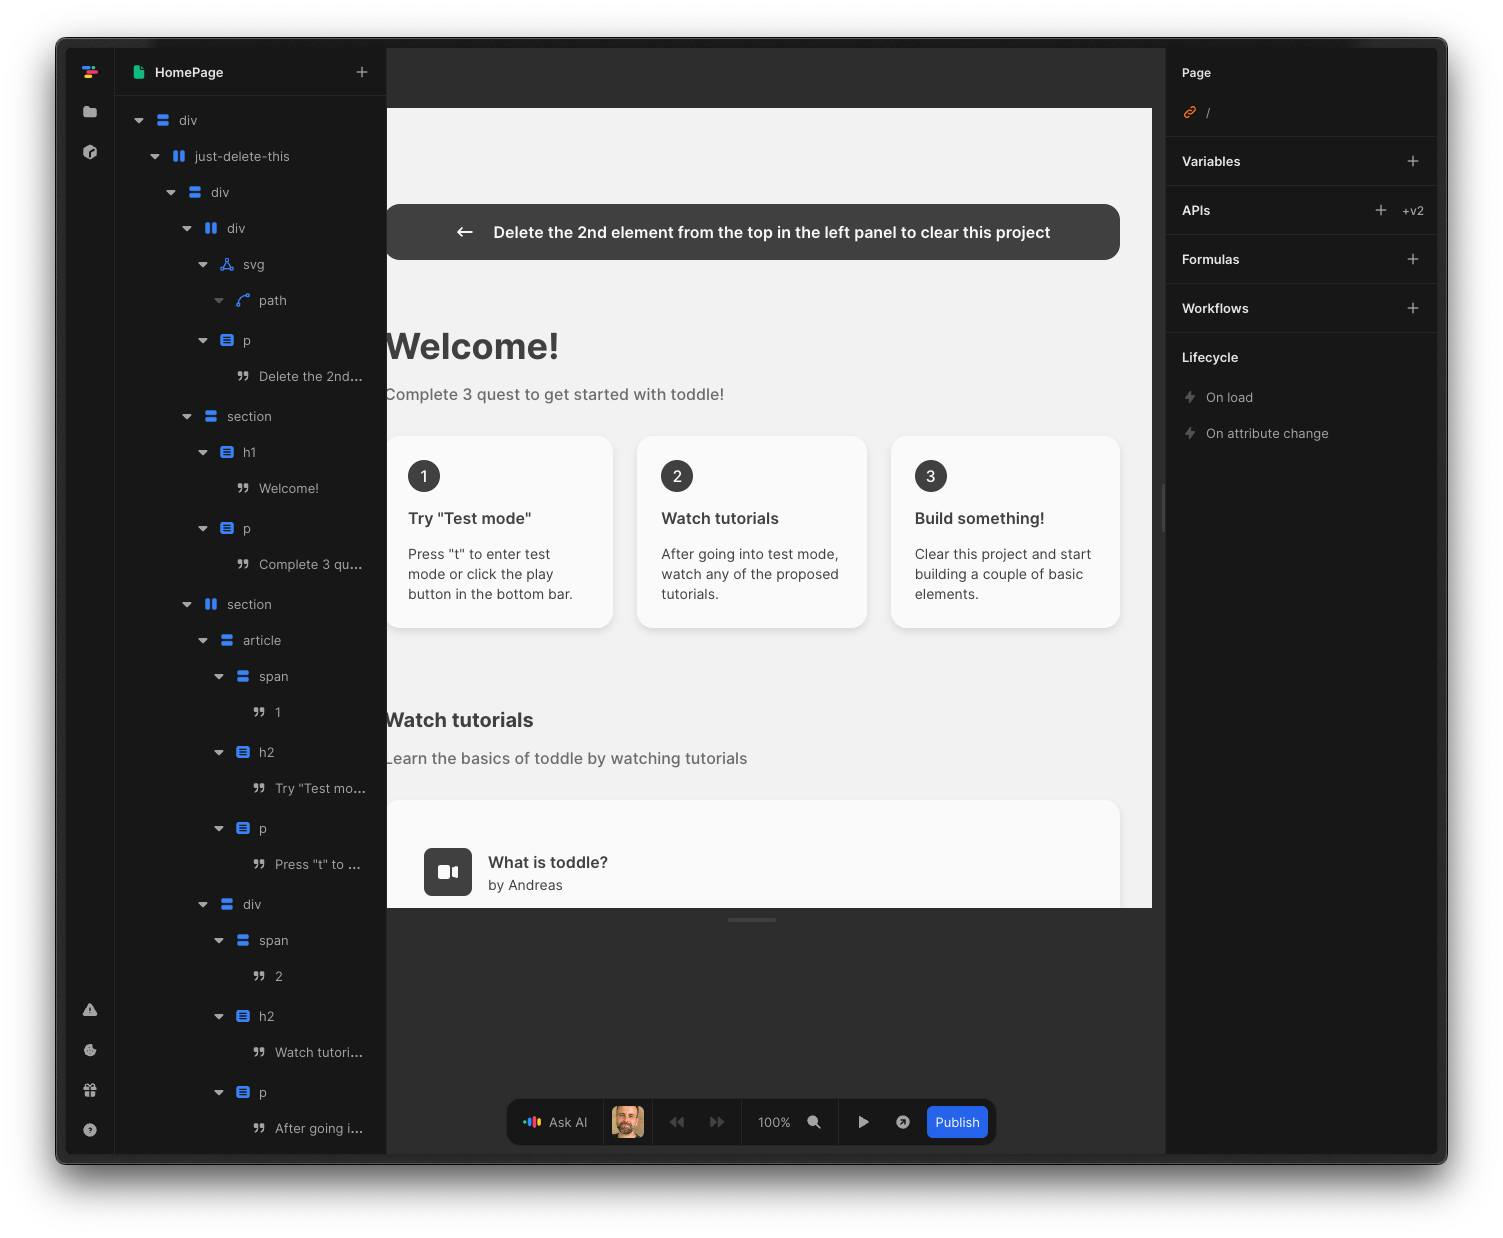 HomePage
div
just-delete-this
div
div
svg
path
p
Delete the 2nd...
section
h1
Welcome!
p
Complete 3 qu...
section
article
span
1
h2
Try "Test mo...
p
Press "t" to ...
div
span
2
h2
Watch tutori...
p
After going i...
Delete the 2nd element from the top in the left panel to clear this project
Welcome!
Complete 3 quest to get started with toddle!
1
Try "Test mode"
Press "t" to enter test
mode or click the play
button in the bottom bar.
2
Watch tutorials
After going into test mode,
watch any of the proposed
tutorials.
3
Build something!
Clear this project and start
building a couple of basic
elements.
Watch tutorials
Learn the basics of toddle by watching tutorials
What is toddle?
by Andreas
Ask AI
100%
Publish
Page
/
Variables
APIs +v2
Formulas
Workflows
Lifecycle
On load
On attribute change